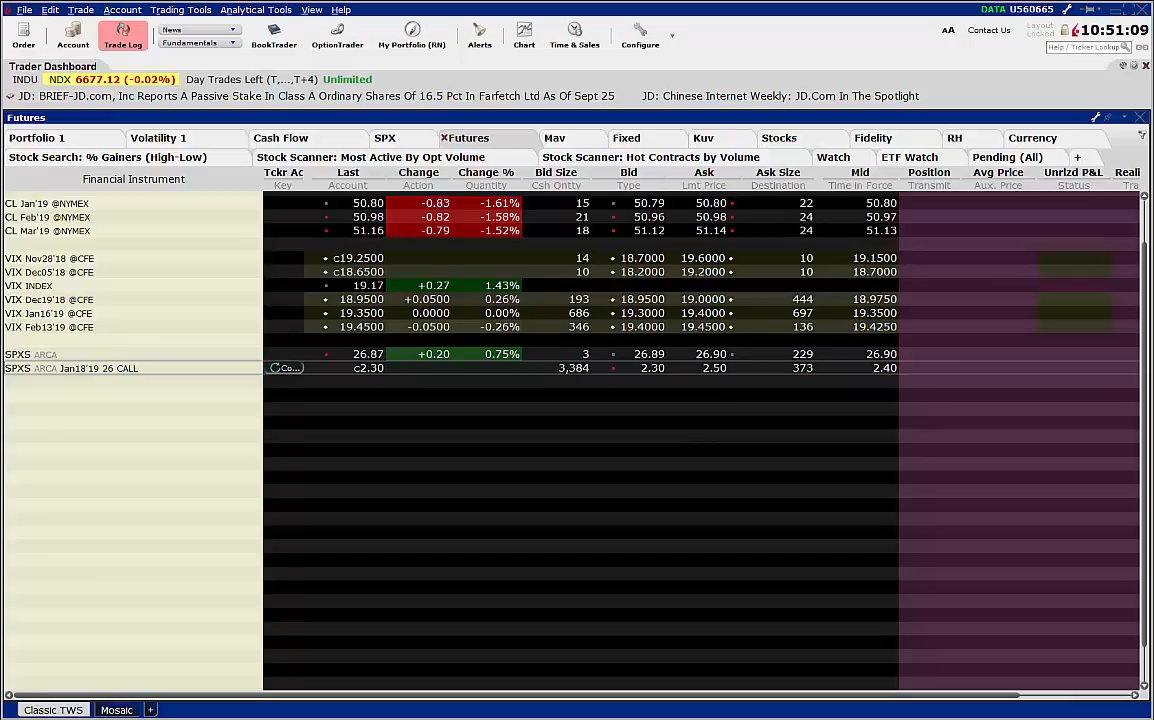 File Edit Trade Account Trading Tools Analytical Tools View Help DATA U560665
Order Account Trade Log News Fundamentals BookTrader OptionTrader My Portfolio (RN) Alerts Chart Time & Sales Configure AA Contact Us Layout Locked 10:51:09
Help / Ticker Lookup
Trader Dashboard
INDU NDX 6677.12 (-0.02%) Day Trades Left (T,...,T+4) Unlimited
JD: BRIEF-JD.com, Inc Reports A Passive Stake In Class A Ordinary Shares Of 16.5 Pct In Farfetch Ltd As Of Sept 25 JD: Chinese Internet Weekly: JD.Com In The Spotlight
Futures
Portfolio 1 Volatility 1 Cash Flow SPX Futures Mav Fixed Kuv Stocks Fidelity RH Currency
Stock Search: % Gainers (High-Low) Stock Scanner: Most Active By Opt Volume Stock Scanner: Hot Contracts by Volume Watch ETF Watch Pending (All) +
Financial Instrument Tckr Ac Last Change Change % Bid Size Bid Ask Ask Size Mid Position Avg Price Unrlzd P&L Reali
Key Account Action Quantity Csh Qntty Type Lmt Price Destination Time in Force Transmit Aux. Price Status Tra
CL Jan'19 @NYMEX 50.80 -0.83 -1.61% 15 50.79 50.80 22 50.80
CL Feb'19 @NYMEX 50.98 -0.82 -1.58% 21 50.96 50.98 24 50.97
CL Mar'19 @NYMEX 51.16 -0.79 -1.52% 18 51.12 51.14 24 51.13
VIX Nov28'18 @CFE c19.2500 14 18.7000 19.6000 10 19.1500
VIX Dec05'18 @CFE c18.6500 10 18.2000 19.2000 10 18.7000
VIX INDEX 19.17 +0.27 1.43%
VIX Dec19'18 @CFE 18.9500 +0.0500 0.26% 193 18.9500 19.0000 444 18.9750
VIX Jan16'19 @CFE 19.3500 0.0000 0.00% 686 19.3000 19.4000 697 19.3500
VIX Feb13'19 @CFE 19.4500 -0.0500 -0.26% 346 19.4000 19.4500 136 19.4250
SPXS ARCA 26.87 +0.20 0.75% 3 26.89 26.90 229 26.90
SPXS ARCA Jan18'19 26 CALL Co... c2.30 3,384 2.30 2.50 373 2.40
Classic TWS Mosaic +